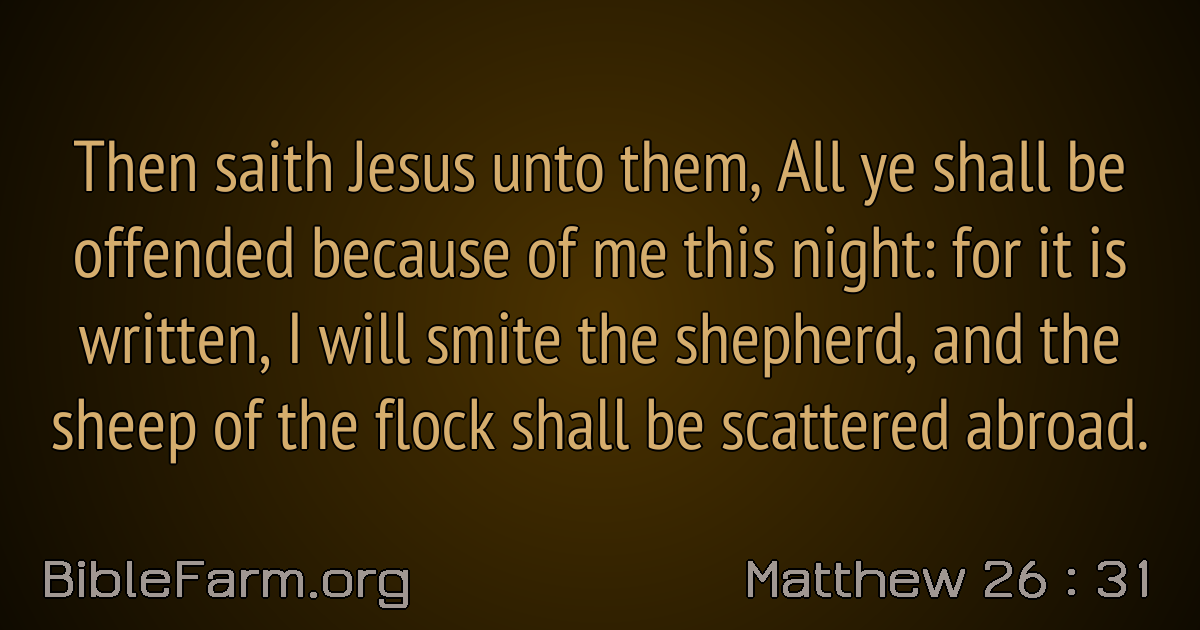 Then saith Jesus unto them, All ye shall be
offended because of me this night: for it is
written, I will smite the shepherd, and the
sheep of the flock shall be scattered abroad.
BibleFarm.org
Matthew 26 : 31